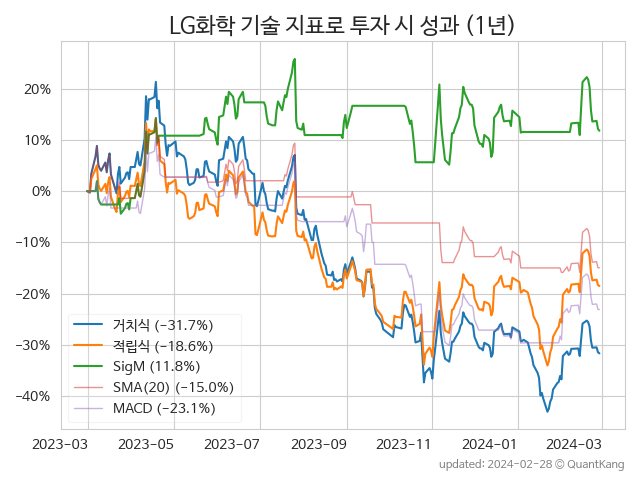 LG화학 기술 지표로 투자 시 성과 (1년)
20%
10%
0%
−10%
−20%
−30%
−40%
거치식 (−31.7%)
적립식 (−18.6%)
SigM (11.8%)
SMA(20) (−15.0%)
MACD (−23.1%)
2023-03 2023-05 2023-07 2023-09 2023-11 2024-01 2024-03
updated: 2024-02-28 ⓒ QuantKang